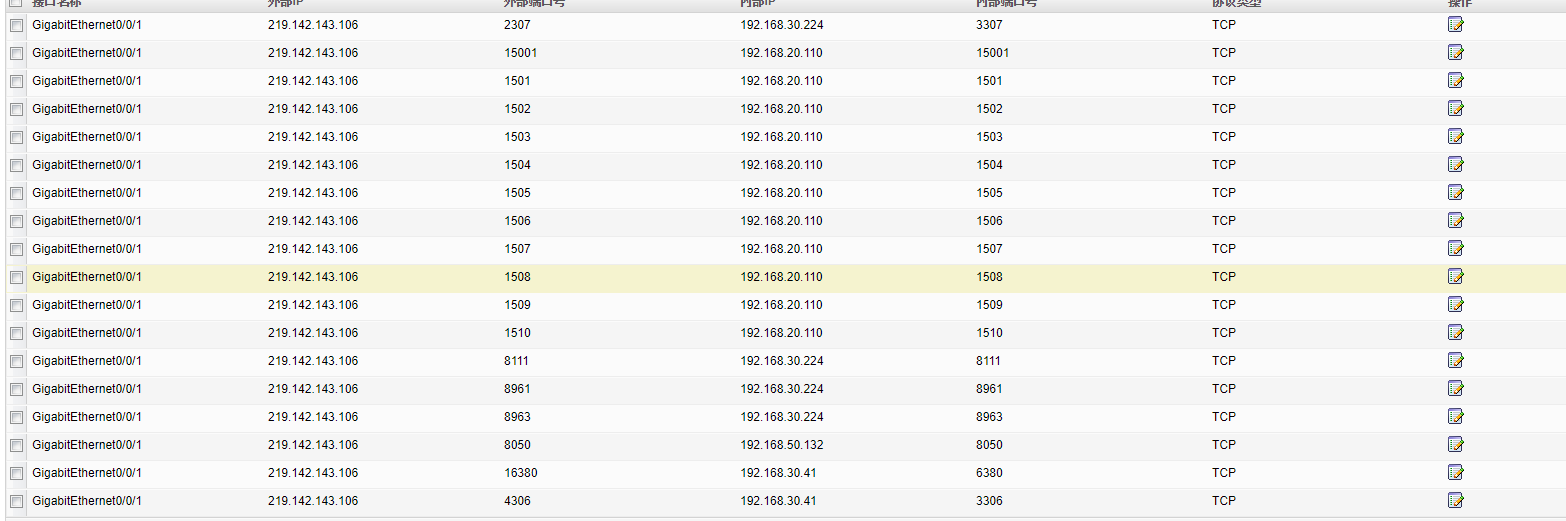 接口名称 外部IP 外部端口号 内部IP 内部端口号 协议类型 操作
GigabitEthernet0/0/1 219.142.143.106 2307 192.168.30.224 3307 TCP
GigabitEthernet0/0/1 219.142.143.106 15001 192.168.20.110 15001 TCP
GigabitEthernet0/0/1 219.142.143.106 1501 192.168.20.110 1501 TCP
GigabitEthernet0/0/1 219.142.143.106 1502 192.168.20.110 1502 TCP
GigabitEthernet0/0/1 219.142.143.106 1503 192.168.20.110 1503 TCP
GigabitEthernet0/0/1 219.142.143.106 1504 192.168.20.110 1504 TCP
GigabitEthernet0/0/1 219.142.143.106 1505 192.168.20.110 1505 TCP
GigabitEthernet0/0/1 219.142.143.106 1506 192.168.20.110 1506 TCP
GigabitEthernet0/0/1 219.142.143.106 1507 192.168.20.110 1507 TCP
GigabitEthernet0/0/1 219.142.143.106 1508 192.168.20.110 1508 TCP
GigabitEthernet0/0/1 219.142.143.106 1509 192.168.20.110 1509 TCP
GigabitEthernet0/0/1 219.142.143.106 1510 192.168.20.110 1510 TCP
GigabitEthernet0/0/1 219.142.143.106 8111 192.168.30.224 8111 TCP
GigabitEthernet0/0/1 219.142.143.106 8961 192.168.30.224 8961 TCP
GigabitEthernet0/0/1 219.142.143.106 8963 192.168.30.224 8963 TCP
GigabitEthernet0/0/1 219.142.143.106 8050 192.168.50.132 8050 TCP
GigabitEthernet0/0/1 219.142.143.106 16380 192.168.30.41 6380 TCP
GigabitEthernet0/0/1 219.142.143.106 4306 192.168.30.41 3306 TCP